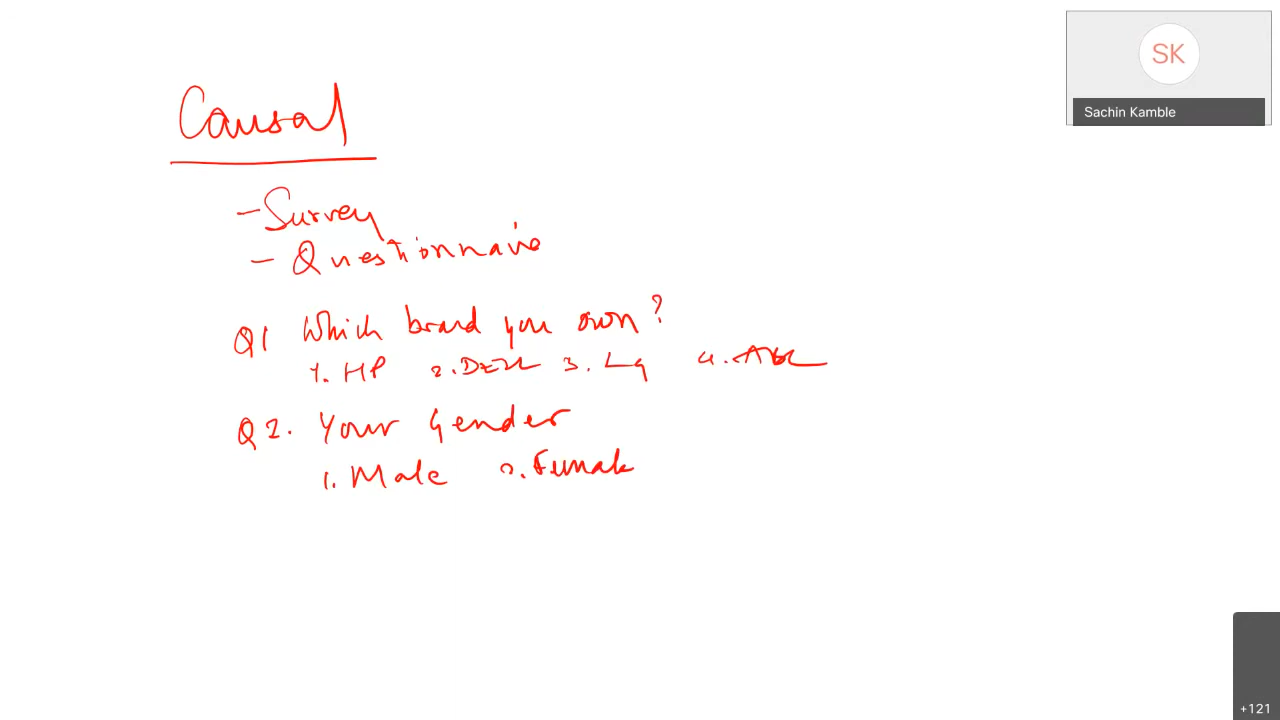 SK
Sachin Kamble
Causal
- Survey
- Questionnaire
Q1 Which brand you own?
1. HP 2. DELL 3. LG 4.
Q2. Your Gender
1. Male 2. Female
+121